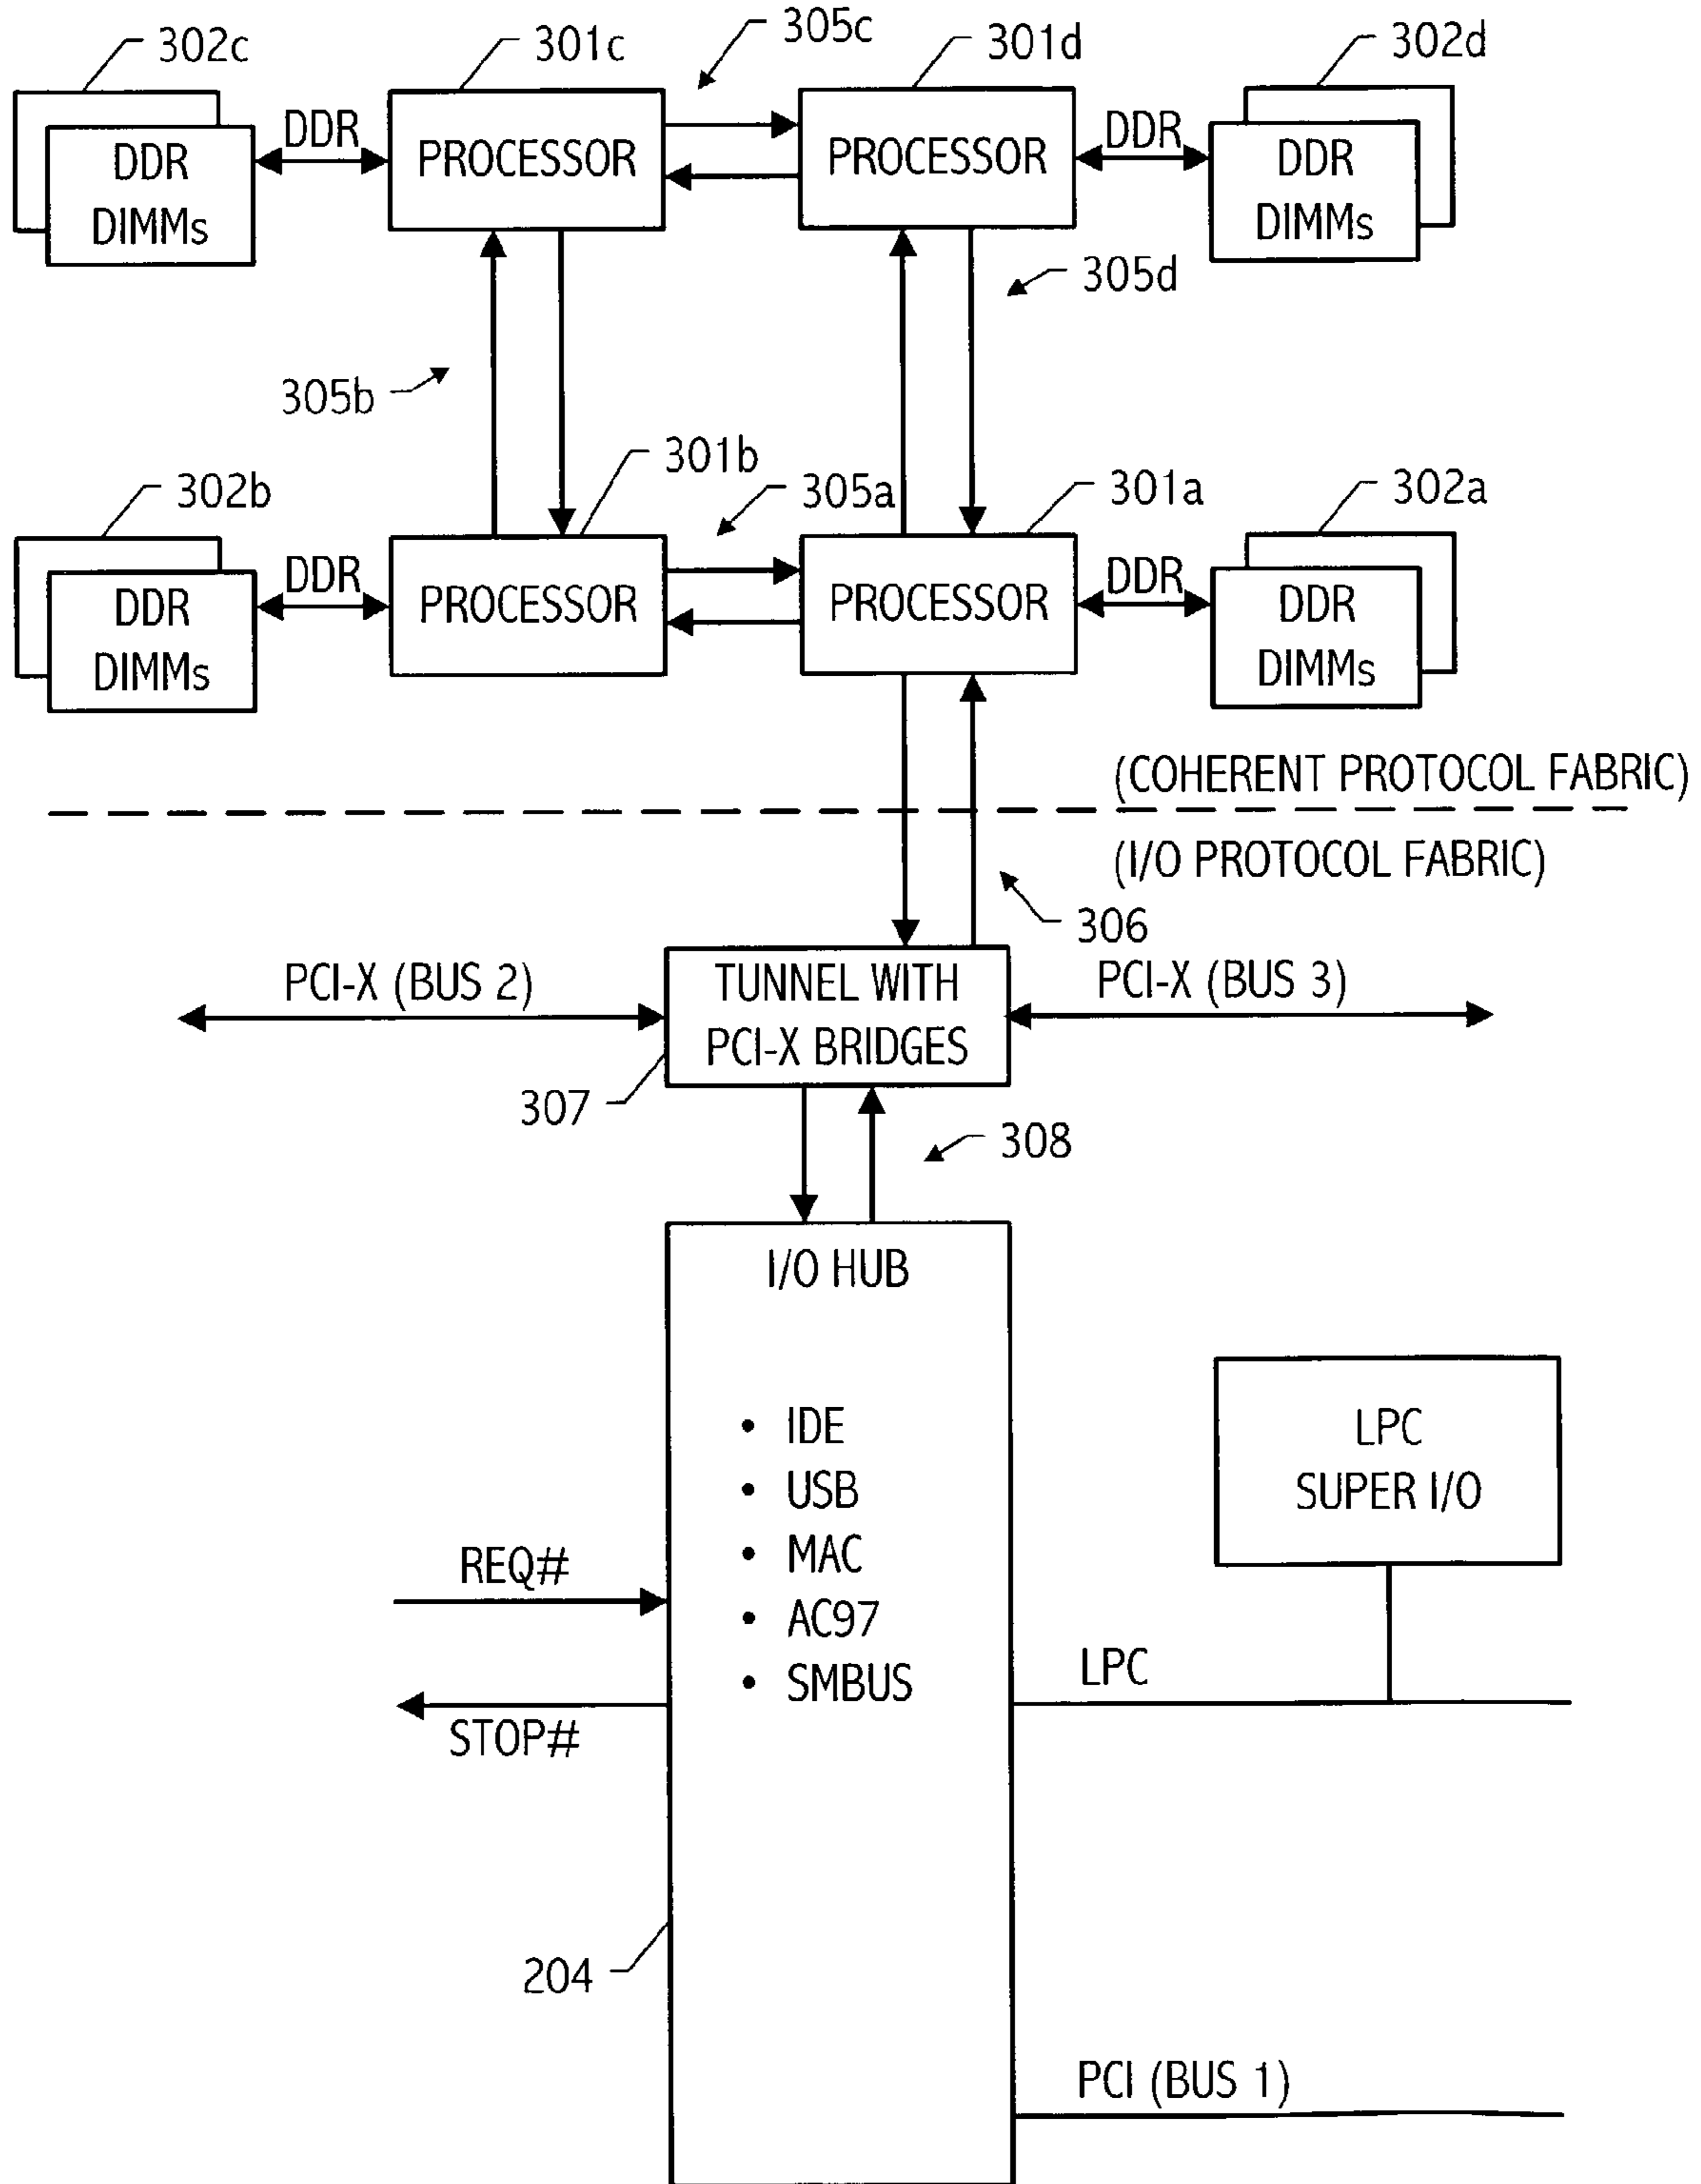 302c
301c
305c
301d
302d
DDR
DIMMs
DDR
PROCESSOR
PROCESSOR
DDR
DDR
DIMMs
305b
305d
302b
301b
305a
301a
302a
DDR
DIMMs
DDR
PROCESSOR
PROCESSOR
DDR
DDR
DIMMs
(COHERENT PROTOCOL FABRIC)
(I/O PROTOCOL FABRIC)
306
PCI-X (BUS 2)
TUNNEL WITH
PCI-X BRIDGES
PCI-X (BUS 3)
307
308
I/O HUB
• IDE
• USB
• MAC
• AC97
• SMBUS
LPC
SUPER I/O
REQ#
STOP#
LPC
204
PCI (BUS 1)